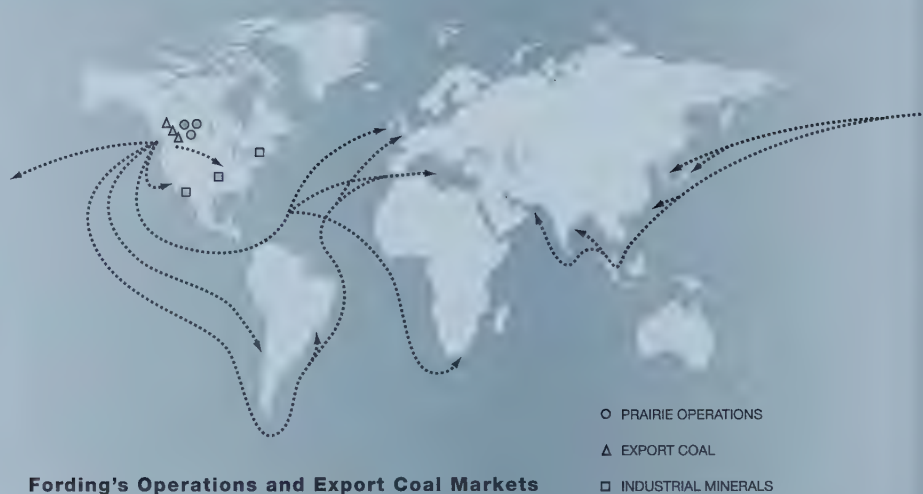 PRAIRIE OPERATIONS
EXPORT COAL
Fording's Operations and Export Coal Markets
INDUSTRIAL MINERALS